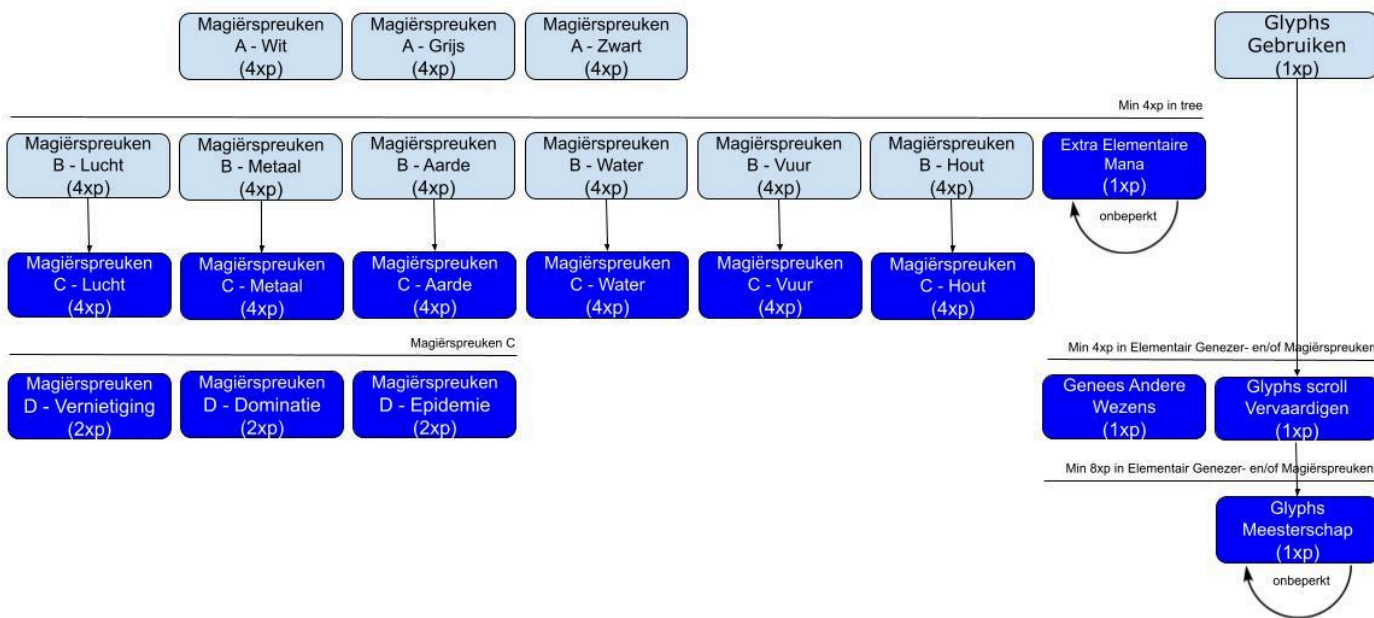 Magiërspreuken
A - Wit
(4xp)
Magiërspreuken
A - Grijs
(4xp)
Magiërspreuken
A - Zwart
(4xp)
Glyphs
Gebruiken
(1xp)
Min 4xp in tree
Magiërspreuken
B - Lucht
(4xp)
Magiërspreuken
B - Metaal
(4xp)
Magiërspreuken
B - Aarde
(4xp)
Magiërspreuken
B - Water
(4xp)
Magiërspreuken
B - Vuur
(4xp)
Magiërspreuken
B - Hout
(4xp)
Extra Elementaire
Mana
(1xp)
onbeperkt
Magiërspreuken
C - Lucht
(4xp)
Magiërspreuken
C - Metaal
(4xp)
Magiërspreuken
C - Aarde
(4xp)
Magiërspreuken
C - Water
(4xp)
Magiërspreuken
C - Vuur
(4xp)
Magiërspreuken
C - Hout
(4xp)
Magiërspreuken C
Min 4xp in Elementair Genezer- en/of Magiërspreuken
Magiërspreuken
D - Vernietiging
(2xp)
Magiërspreuken
D - Dominatie
(2xp)
Magiërspreuken
D - Epidemie
(2xp)
Genees Andere
Wezens
(1xp)
Glyphs scroll
Vervaardigen
(1xp)
Min 8xp in Elementair Genezer- en/of Magiërspreuken
Glyphs
Meesterschap
(1xp)
onbeperkt